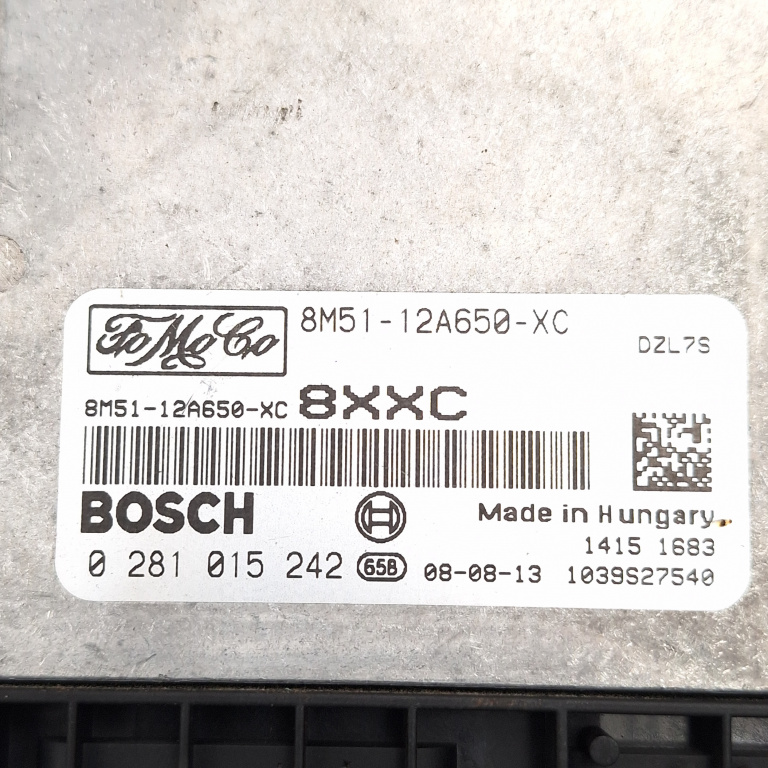 FoMoCo 8M51-12A650-XC
DZL7S
8M51-12A650-XC 8XXC
BOSCH
Made in Hungary
1415 1683
0 281 015 242 65B 08-08-13 1039S27540